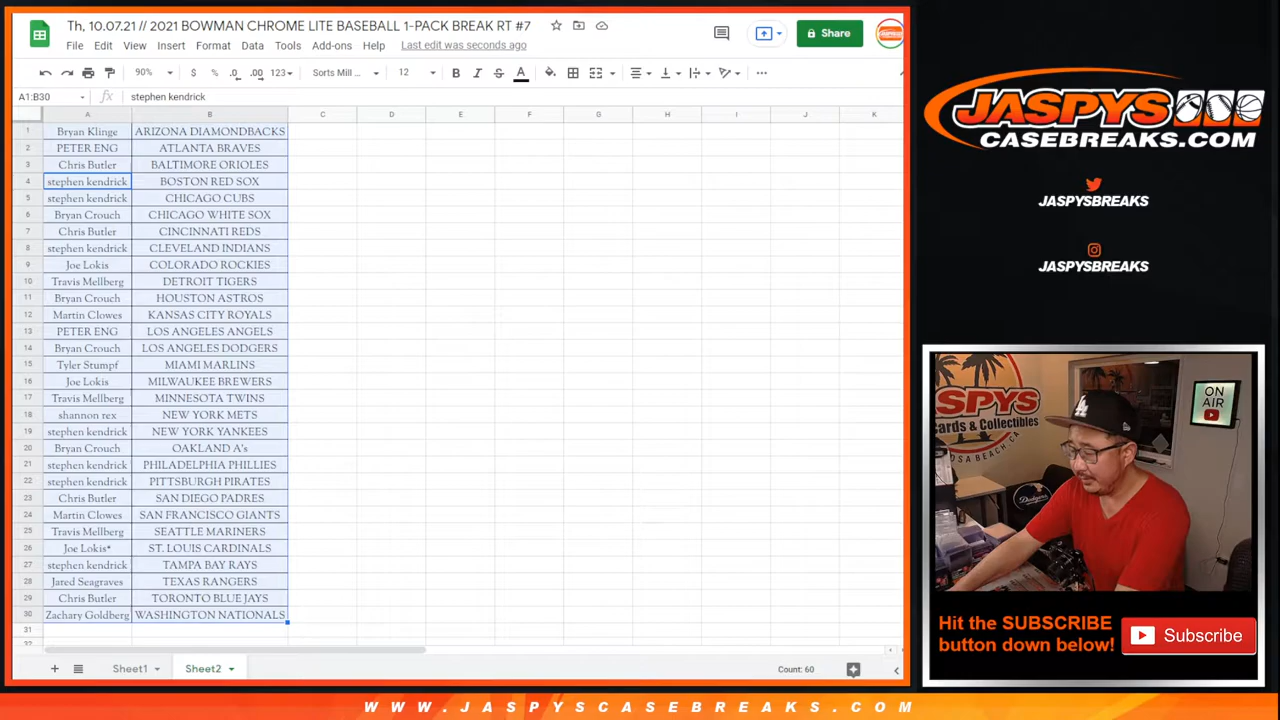 Th, 10.07.21 // 2021 BOWMAN CHROME LITE BASEBALL 1-PACK BREAK RT #7
File Edit View Insert Format Data Tools Add-ons Help Last edit was seconds ago
Share
90% $ % .0 .00 123 Sorts Mill ... 12 B I S A
A1:B30 fx stephen kendrick
A B C D E F G H I J K
1 Bryan Klinge ARIZONA DIAMONDBACKS
2 PETER ENG ATLANTA BRAVES
3 Chris Butler BALTIMORE ORIOLES
4 stephen kendrick BOSTON RED SOX
5 stephen kendrick CHICAGO CUBS
6 Bryan Crouch CHICAGO WHITE SOX
7 Chris Butler CINCINNATI REDS
8 stephen kendrick CLEVELAND INDIANS
9 Joe Lokis COLORADO ROCKIES
10 Travis Mellberg DETROIT TIGERS
11 Bryan Crouch HOUSTON ASTROS
12 Martin Clowes KANSAS CITY ROYALS
13 PETER ENG LOS ANGELES ANGELS
14 Bryan Crouch LOS ANGELES DODGERS
15 Tyler Stumpf MIAMI MARLINS
16 Joe Lokis MILWAUKEE BREWERS
17 Travis Mellberg MINNESOTA TWINS
18 shannon rex NEW YORK METS
19 stephen kendrick NEW YORK YANKEES
20 Bryan Crouch OAKLAND A's
21 stephen kendrick PHILADELPHIA PHILLIES
22 stephen kendrick PITTSBURGH PIRATES
23 Chris Butler SAN DIEGO PADRES
24 Martin Clowes SAN FRANCISCO GIANTS
25 Travis Mellberg SEATTLE MARINERS
26 Joe Lokis* ST. LOUIS CARDINALS
27 stephen kendrick TAMPA BAY RAYS
28 Jared Seagraves TEXAS RANGERS
29 Chris Butler TORONTO BLUE JAYS
30 Zachary Goldberg WASHINGTON NATIONALS
31
32
Sheet1 Sheet2 Count: 60
JASPYS
CASEBREAKS.COM
JASPYSBREAKS
JASPYSBREAKS
ON
AIR
SPYS
Cards & Collectibles
Dodgers
LA
Hit the SUBSCRIBE
button down below!
Subscribe
WWW.JASPYSCASEBREAKS.COM